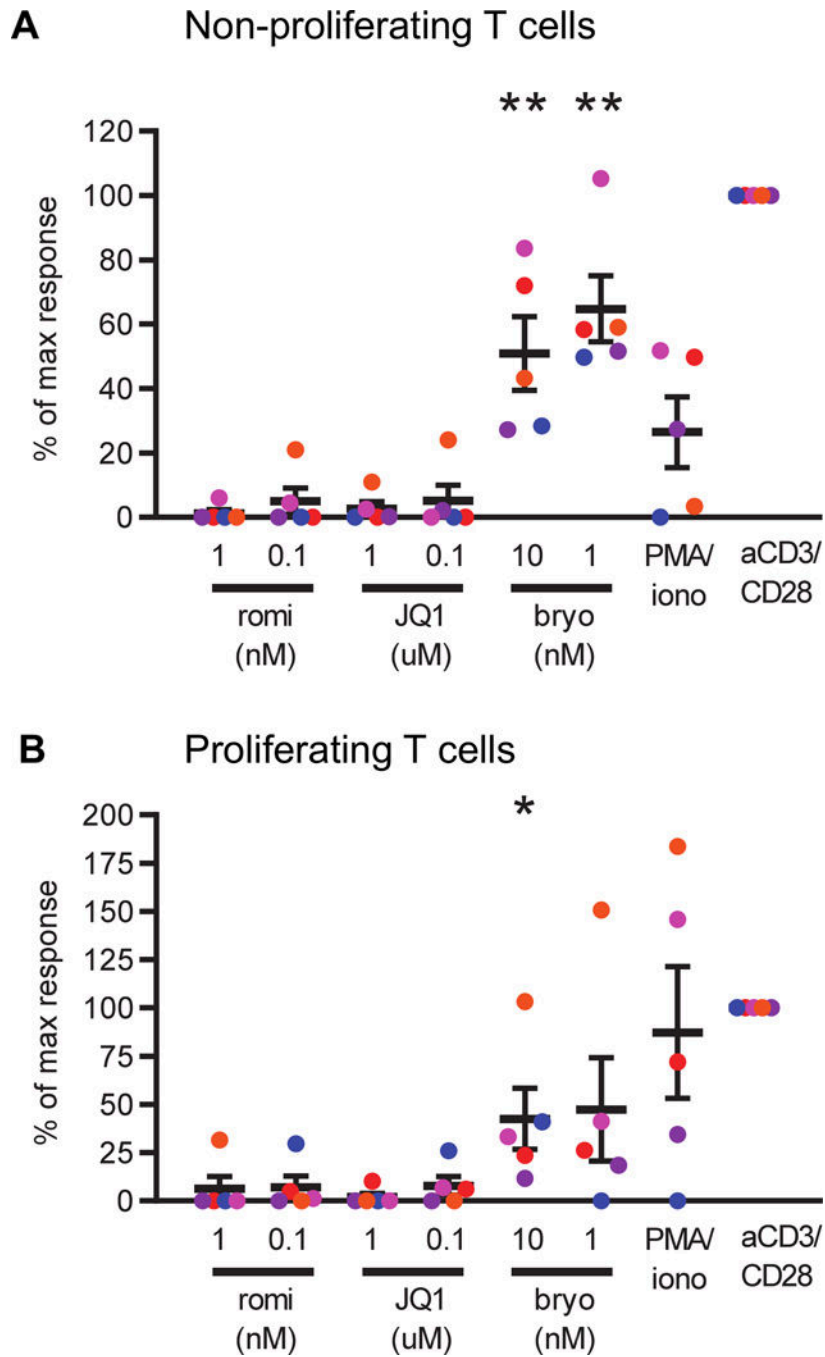 A Non-proliferating T cells
** **
120
100
80
60
40
20
0
% of max response
1 0.1 1 0.1 10 1 PMA/ aCD3/
iono CD28
romi JQ1 bryo
(nM) (uM) (nM)
B Proliferating T cells
*
200
175
150
125
100
75
50
25
0
% of max response
1 0.1 1 0.1 10 1 PMA/ aCD3/
iono CD28
romi JQ1 bryo
(nM) (uM) (nM)